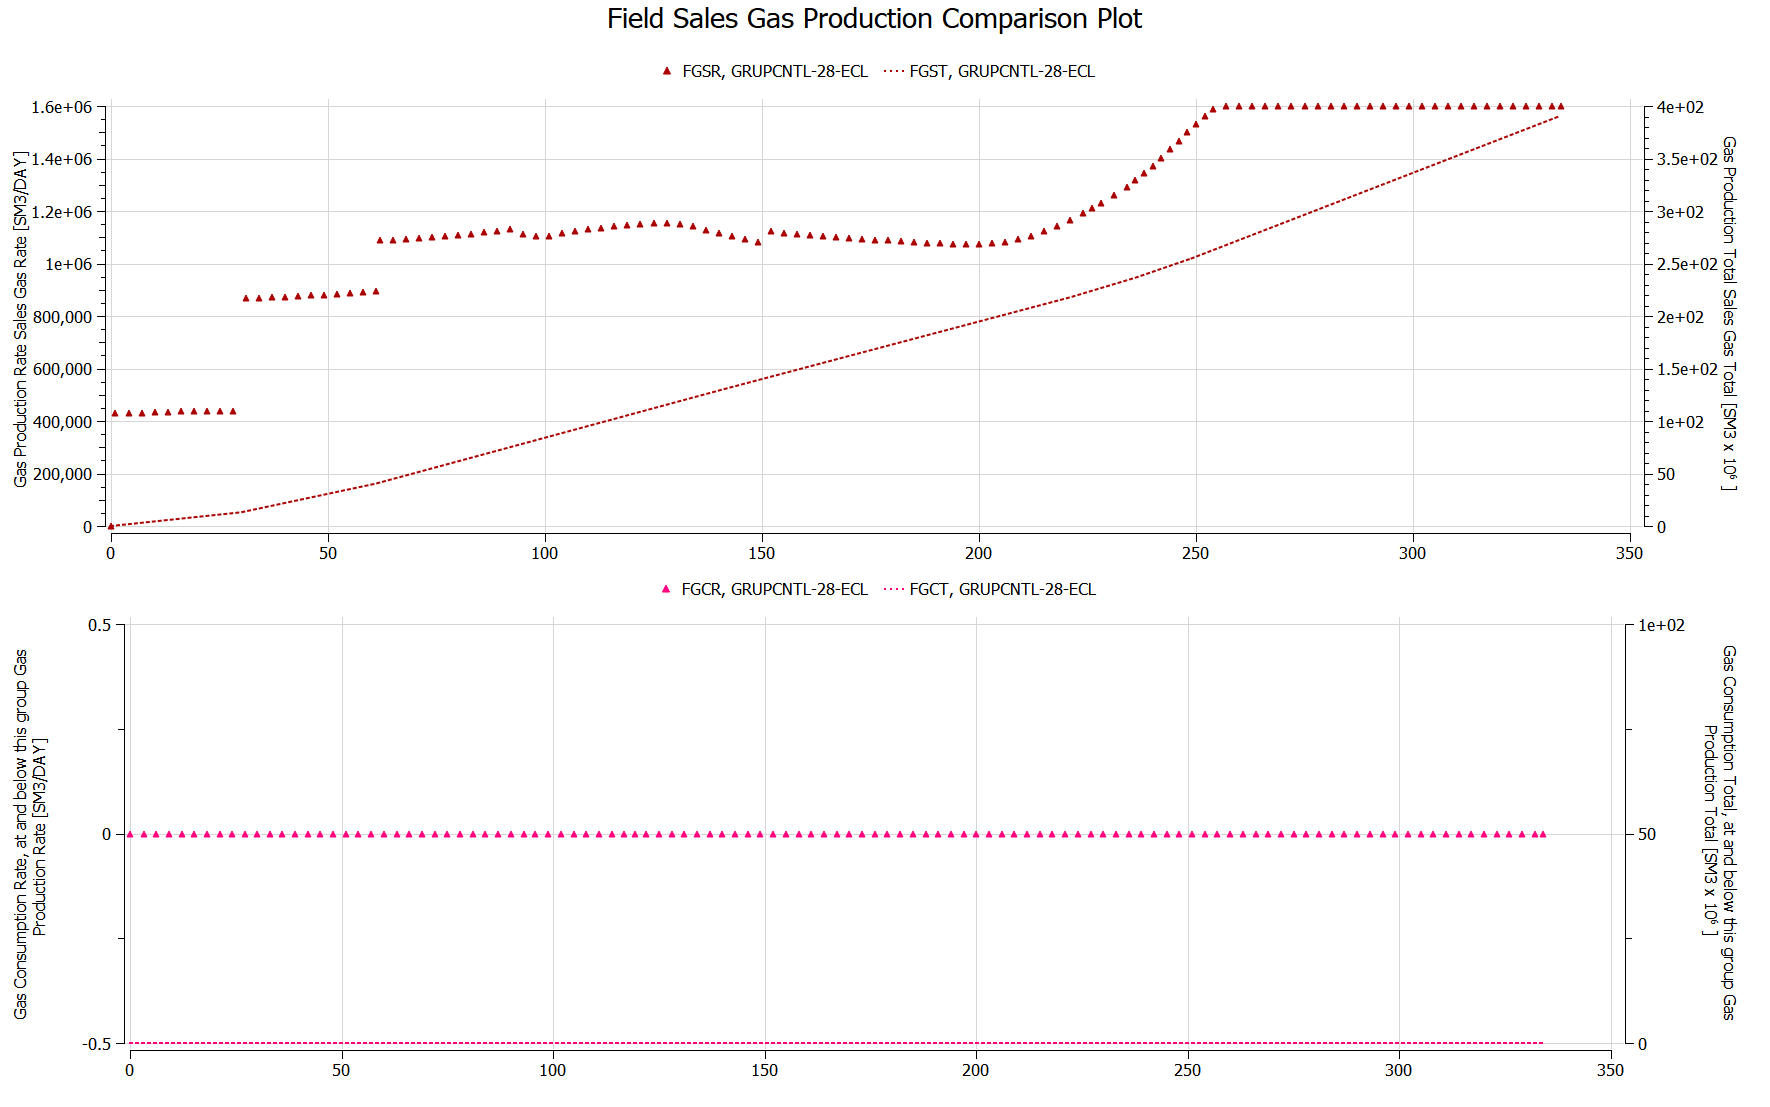 Field Sales Gas Production Comparison Plot
FGSR, GRUPCNTL-28-ECL FGST, GRUPCNTL-28-ECL
Gas Production Rate Sales Gas Rate [SM3/DAY]
1.6e+06
1.4e+06
1.2e+06
1e+06
800,000
600,000
400,000
200,000
0
4e+02
3.5e+02
3e+02
2.5e+02
2e+02
1.5e+02
1e+02
50
0
Gas Production Total Sales Gas Total [SM3 x 10⁶ ]
0 50 100 150 200 250 300 350
FGCR, GRUPCNTL-28-ECL FGCT, GRUPCNTL-28-ECL
Gas Consumption Rate, at and below this group Gas
Production Rate [SM3/DAY]
0.5
0
-0.5
1e+02
50
0
Gas Consumption Total, at and below this group Gas
Production Total [SM3 x 10⁶ ]
0 50 100 150 200 250 300 350